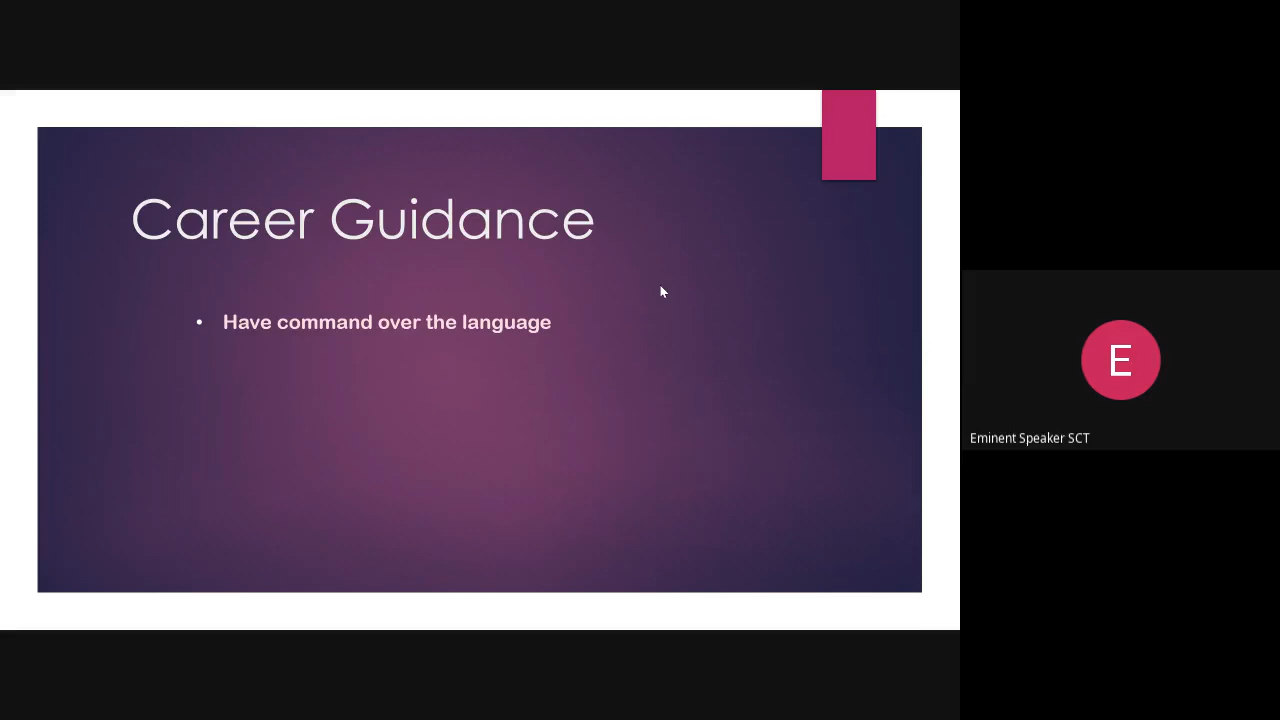 Career Guidance
• Have command over the language
E
Eminent Speaker SCT